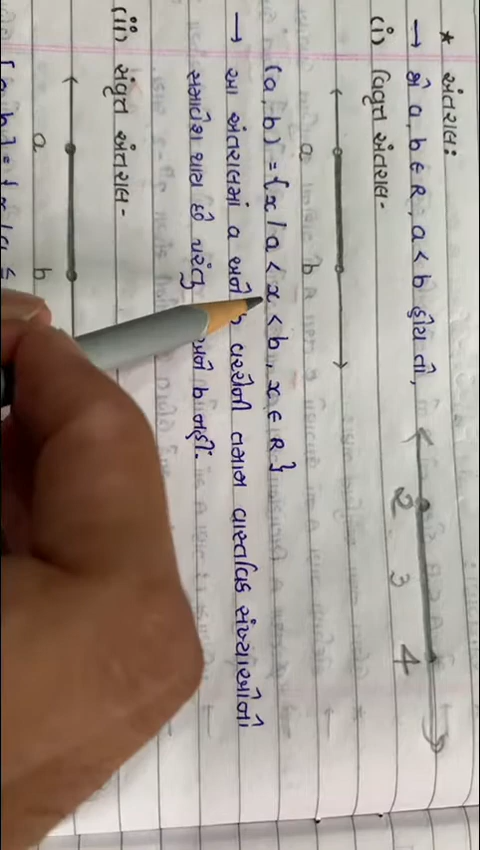 * અંતરાલ:
→ જો a, b ∈ R, a < b હોય તો,
(i) વિવૃત અંતરાલ -
2 3 4
a b
(a, b) = {x / a < x < b, x ∈ R}
→ આ અંતરાલમાં a અને b વચ્ચેની તમામ વાસ્તવિક સંખ્યાઓનો
સમાવેશ થાય છે પરંતુ અને b નહીં.
(ii) સંવૃત અંતરાલ -
a b
[a, b] = {x / a ≤